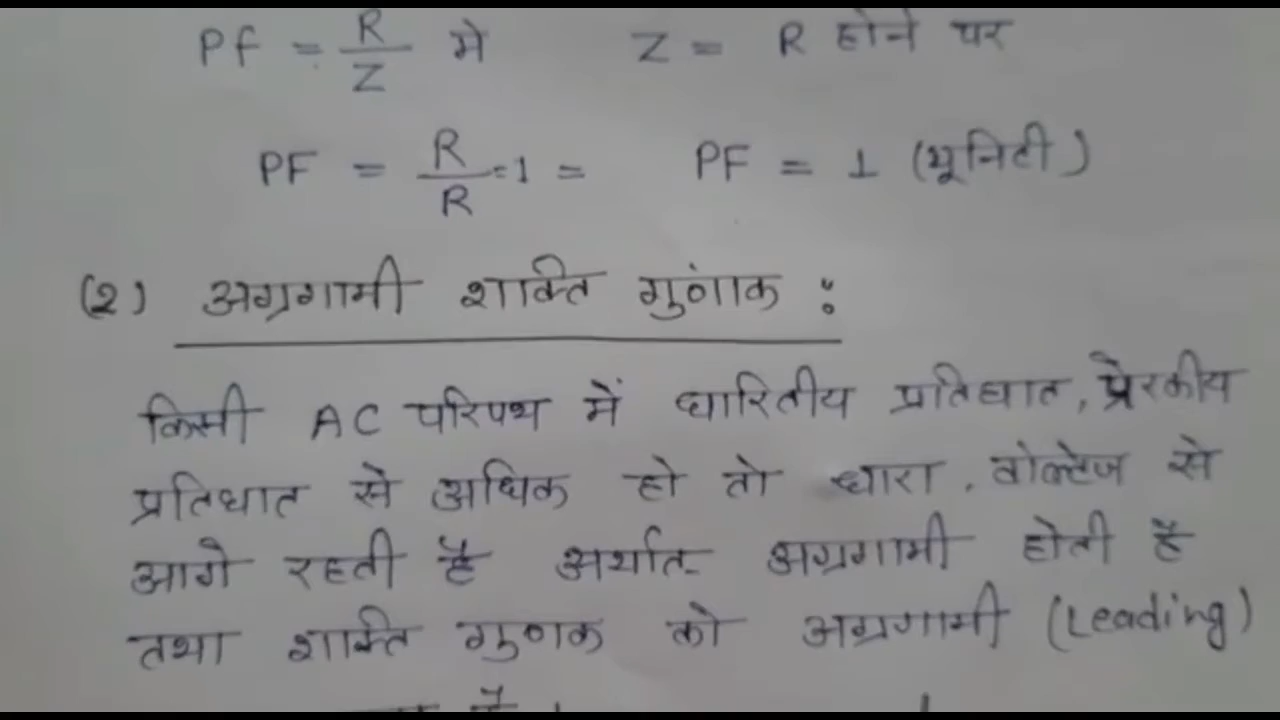 Pf = R/Z मे Z = R होने पर
PF = R/R =1 = PF = 1 (भूनिटी)
(2) अग्रगामी शक्ति गुणांक :
किसी AC परिपथ में धारितीय प्रतिघात, प्रेरकीय
प्रतिघात से अधिक हो तो धारा, वोल्टेज से
आगे रहती है अर्थात अग्रगामी होती है
तथा शक्ति गुणक को अग्रगामी (Leading)
है।